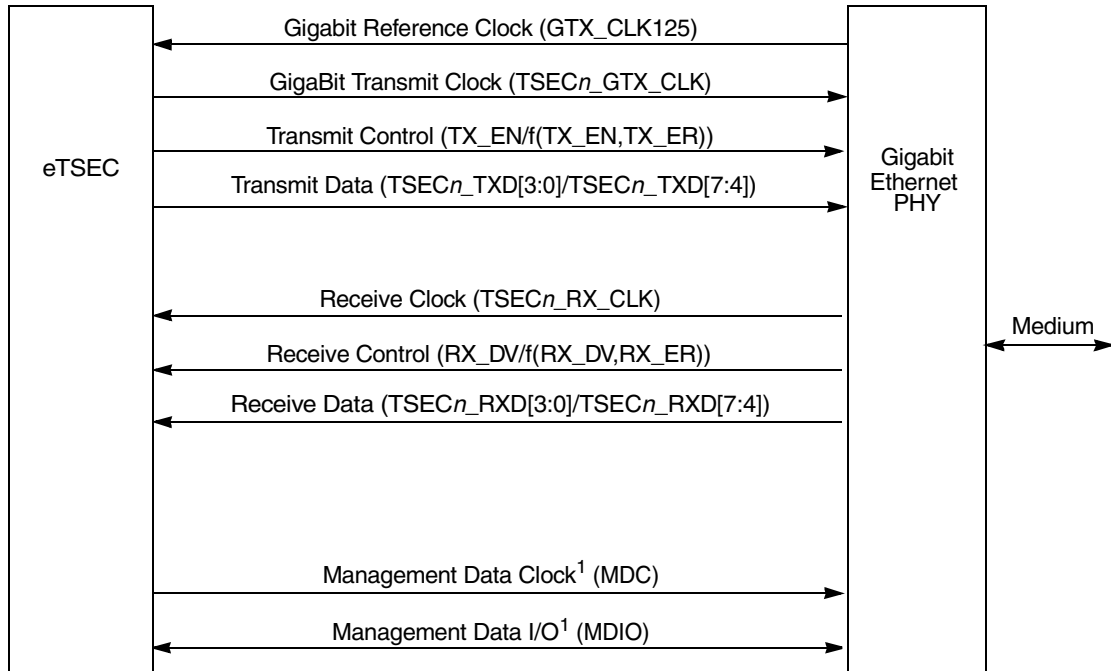 Gigabit Reference Clock (GTX_CLK125)
GigaBit Transmit Clock (TSECn_GTX_CLK)
Transmit Control (TX_EN/f(TX_EN,TX_ER))
eTSEC
Transmit Data (TSECn_TXD[3:0]/TSECn_TXD[7:4])
Gigabit
Ethernet
PHY
Receive Clock (TSECn_RX_CLK)
Medium
Receive Control (RX_DV/f(RX_DV,RX_ER))
Receive Data (TSECn_RXD[3:0]/TSECn_RXD[7:4])
Management Data Clock¹ (MDC)
Management Data I/O¹ (MDIO)